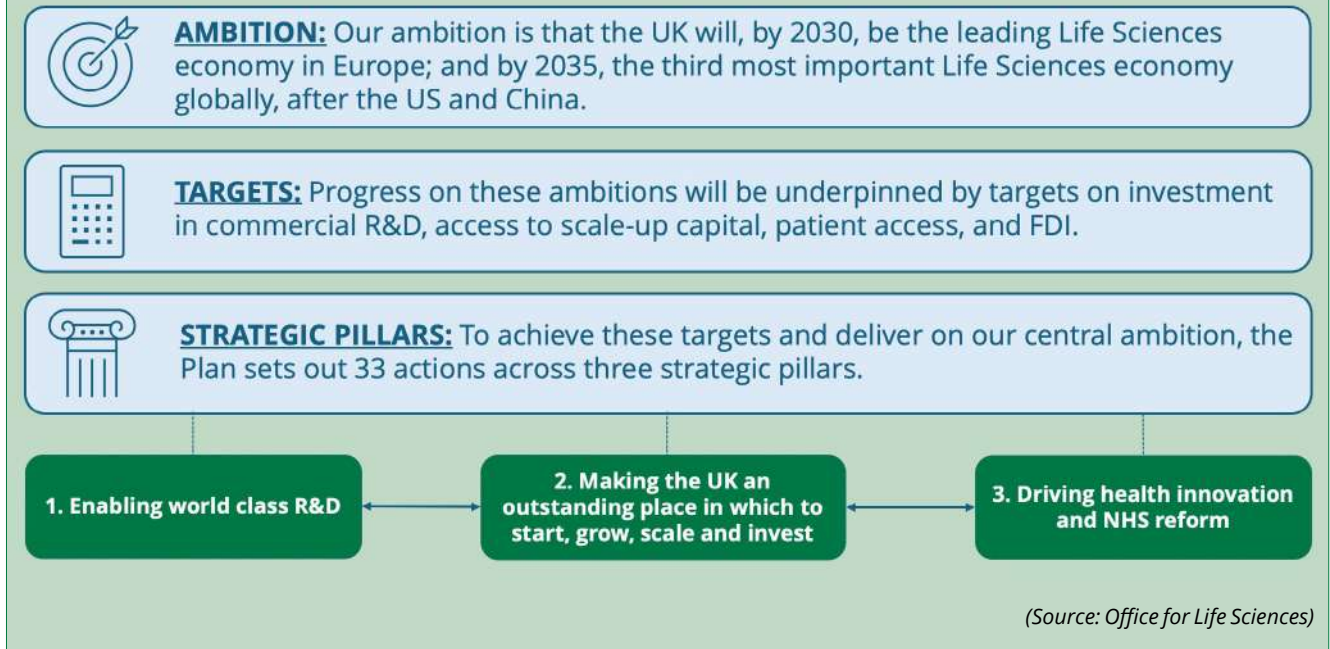 AMBITION: Our ambition is that the UK will, by 2030, be the leading Life Sciences
economy in Europe; and by 2035, the third most important Life Sciences economy
globally, after the US and China.
TARGETS: Progress on these ambitions will be underpinned by targets on investment
in commercial R&D, access to scale-up capital, patient access, and FDI.
STRATEGIC PILLARS: To achieve these targets and deliver on our central ambition, the
Plan sets out 33 actions across three strategic pillars.
1. Enabling world class R&D
2. Making the UK an
outstanding place in which to
start, grow, scale and invest
3. Driving health innovation
and NHS reform
(Source: Office for Life Sciences)